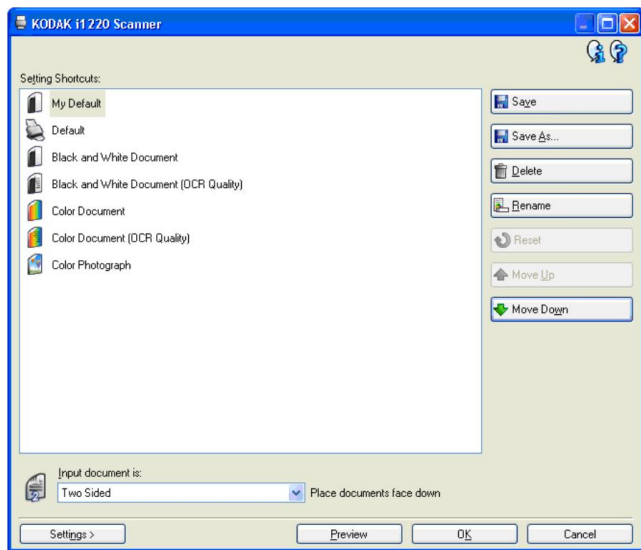 KODAK i1220 Scanner
Setting Shortcuts:
My Default
Default
Black and White Document
Black and White Document (OCR Quality)
Color Document
Color Document (OCR Quality)
Color Photograph
Save
Save As...
Delete
Rename
Reset
Move Up
Move Down
Input document is:
Two Sided
Place documents face down
Settings >
Preview
OK
Cancel